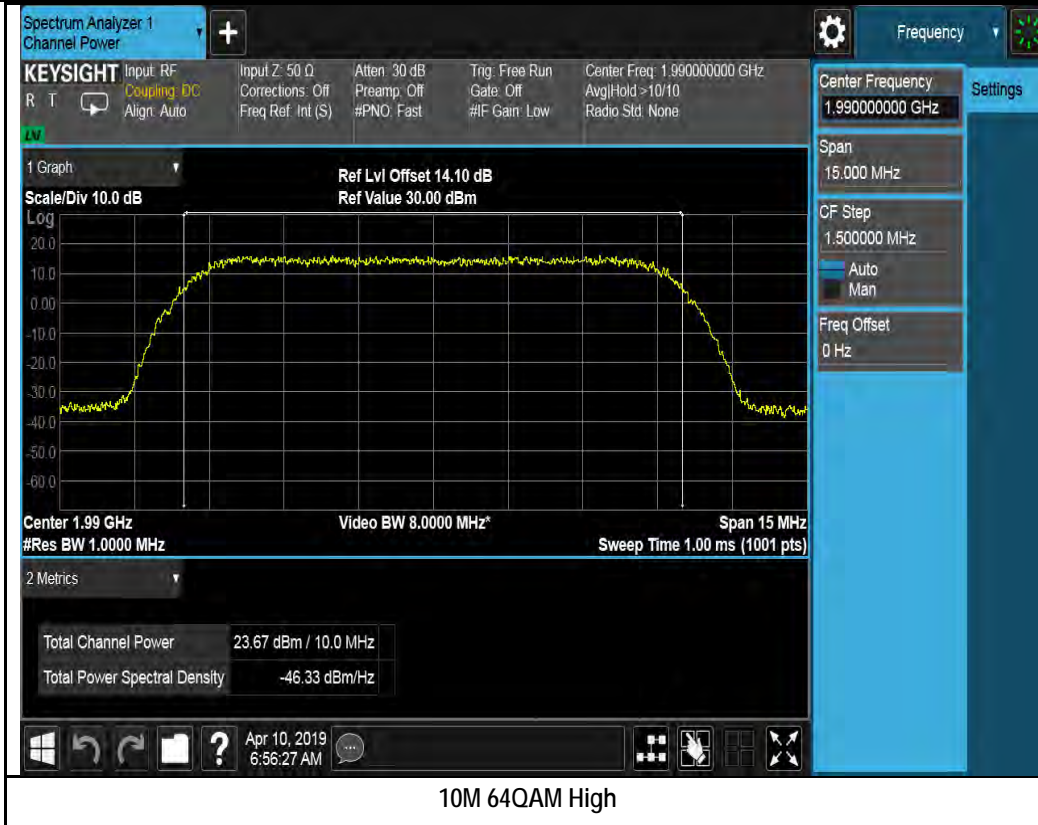 Spectrum Analyzer 1
Channel Power
+
Frequency
KEYSIGHT
R T
LV
Input: RF
Coupling: DC
Align: Auto
Input Z: 50 Ω
Corrections: Off
Freq Ref: Int (S)
Atten: 30 dB
Preamp: Off
#PNO: Fast
Trig: Free Run
Gate: Off
#IF Gain: Low
Center Freq: 1.990000000 GHz
Avg|Hold >10/10
Radio Std: None
Center Frequency
1.990000000 GHz
Settings
Span
15.000 MHz
CF Step
1.500000 MHz
Auto
Man
Freq Offset
0 Hz
1 Graph
Ref Lvl Offset 14.10 dB
Scale/Div 10.0 dB
Ref Value 30.00 dBm
Log
20.0
10.0
0.00
-10.0
-20.0
-30.0
-40.0
-50.0
-60.0
Center 1.99 GHz
Video BW 8.0000 MHz*
Span 15 MHz
#Res BW 1.0000 MHz
Sweep Time 1.00 ms (1001 pts)
2 Metrics
Total Channel Power 23.67 dBm / 10.0 MHz
Total Power Spectral Density -46.33 dBm/Hz
?
Apr 10, 2019
6:56:27 AM
10M 64QAM High